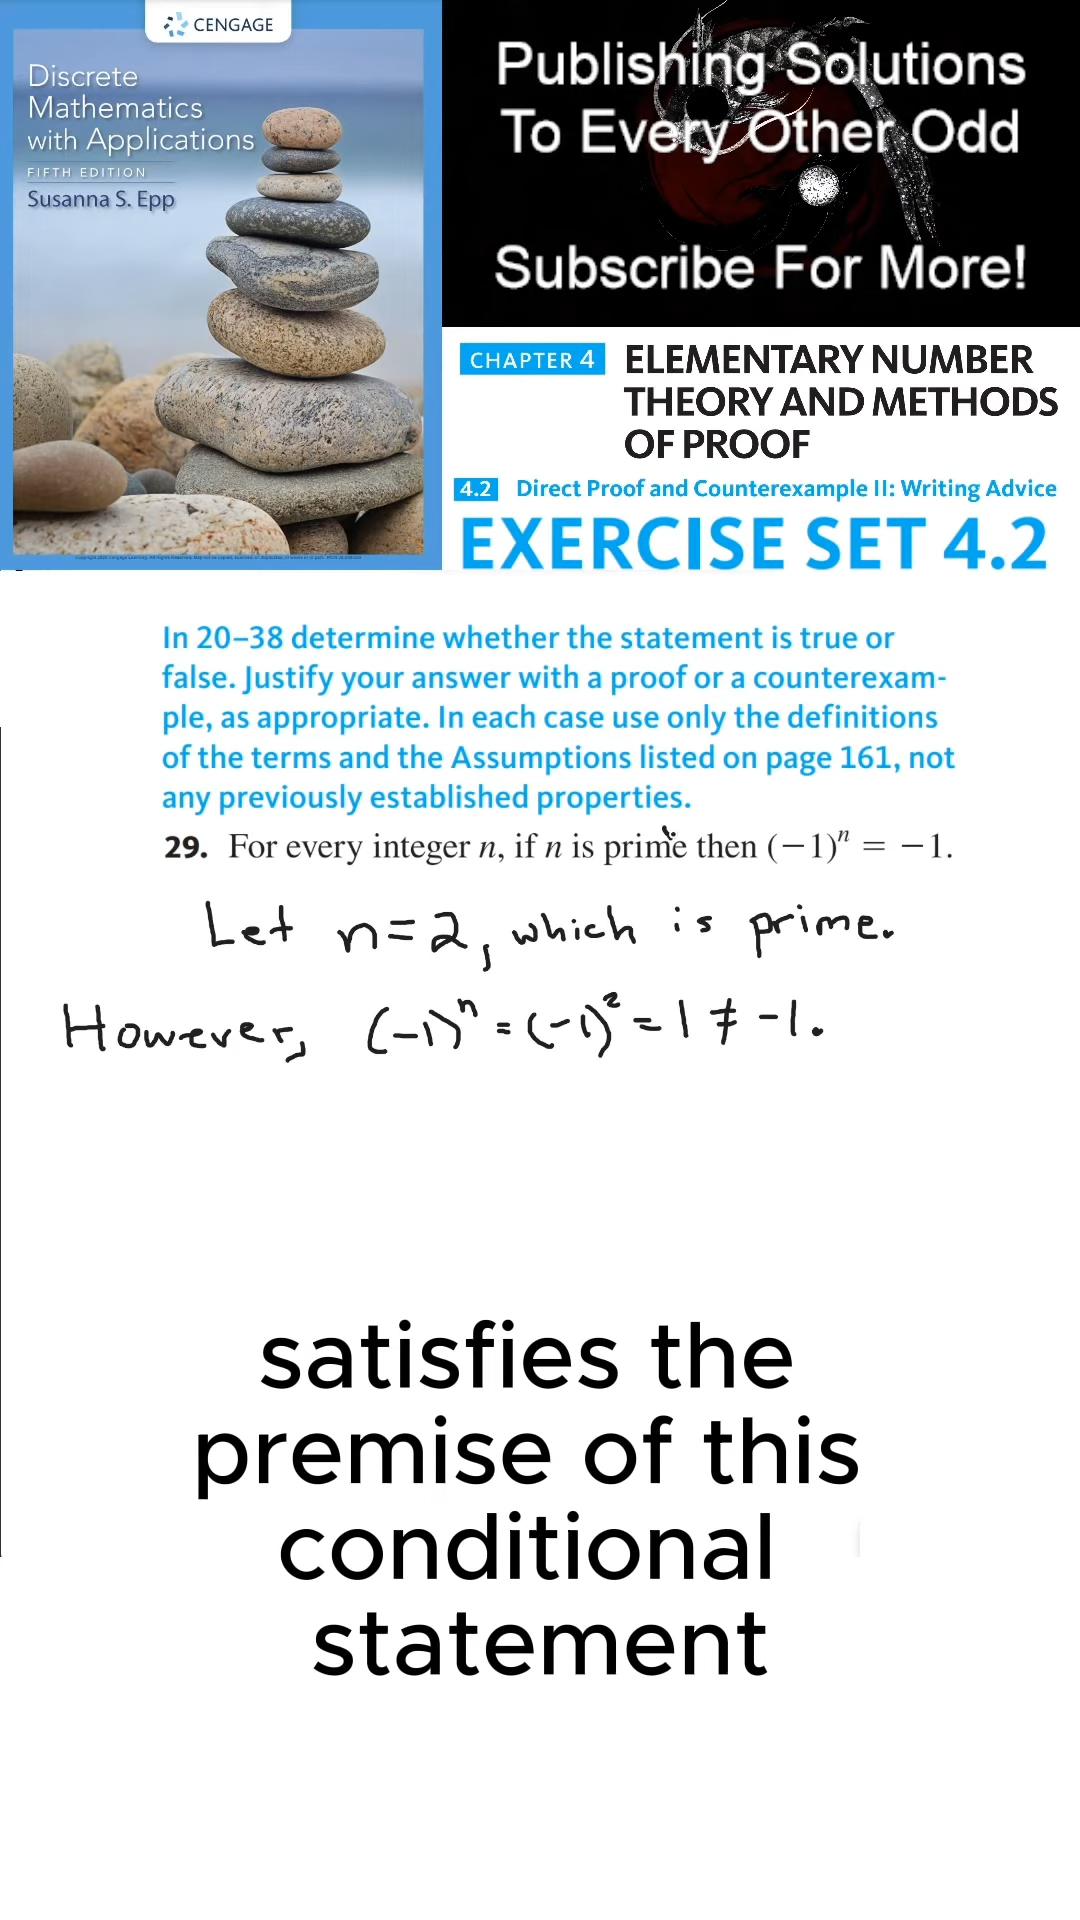 CENGAGE
Discrete
Mathematics
with Applications
FIFTH EDITION
Susanna S. Epp
Publishing Solutions
To Every Other Odd
Subscribe For More!
CHAPTER 4 ELEMENTARY NUMBER
THEORY AND METHODS
OF PROOF
4.2 Direct Proof and Counterexample II: Writing Advice
EXERCISE SET 4.2
In 20–38 determine whether the statement is true or
false. Justify your answer with a proof or a counterexam-
ple, as appropriate. In each case use only the definitions
of the terms and the Assumptions listed on page 161, not
any previously established properties.
29. For every integer n, if n is prime then (−1)ⁿ = −1.
Let n=2, which is prime.
However, (-1)ⁿ = (-1)² = 1 ≠ -1.
satisfies the
premise of this
conditional
statement